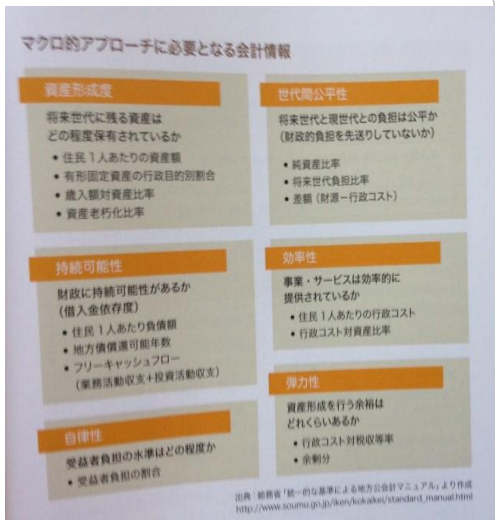 マクロ的アプローチに必要となる会計情報
資産形成度
将来世代に残る資産は
どの程度保有されているか
• 住民1人あたりの資産額
• 有形固定資産の行政目的別割合
• 歳入額対資産比率
• 資産老朽化比率
世代間公平性
将来世代と現世代との負担は公平か
(財政的負担を先送りしていないか)
• 純資産比率
• 将来世代負担比率
• 差額(財源－行政コスト)
持続可能性
財政に持続可能性があるか
(借入金依存度)
• 住民1人あたり負債額
• 地方債償還可能年数
• フリーキャッシュフロー
(業務活動収支+投資活動収支)
効率性
事業・サービスは効率的に
提供されているか
• 住民1人あたりの行政コスト
• 行政コスト対資産比率
自律性
受益者負担の水準はどの程度か
• 受益者負担の割合
弾力性
資産形成を行う余裕は
どれくらいあるか
• 行政コスト対税収等率
• 余剰分
出典：総務省「統一的な基準による地方公会計マニュアル」より作成
http://www.soumu.go.jp/iken/kokaikei/standard_manual.html